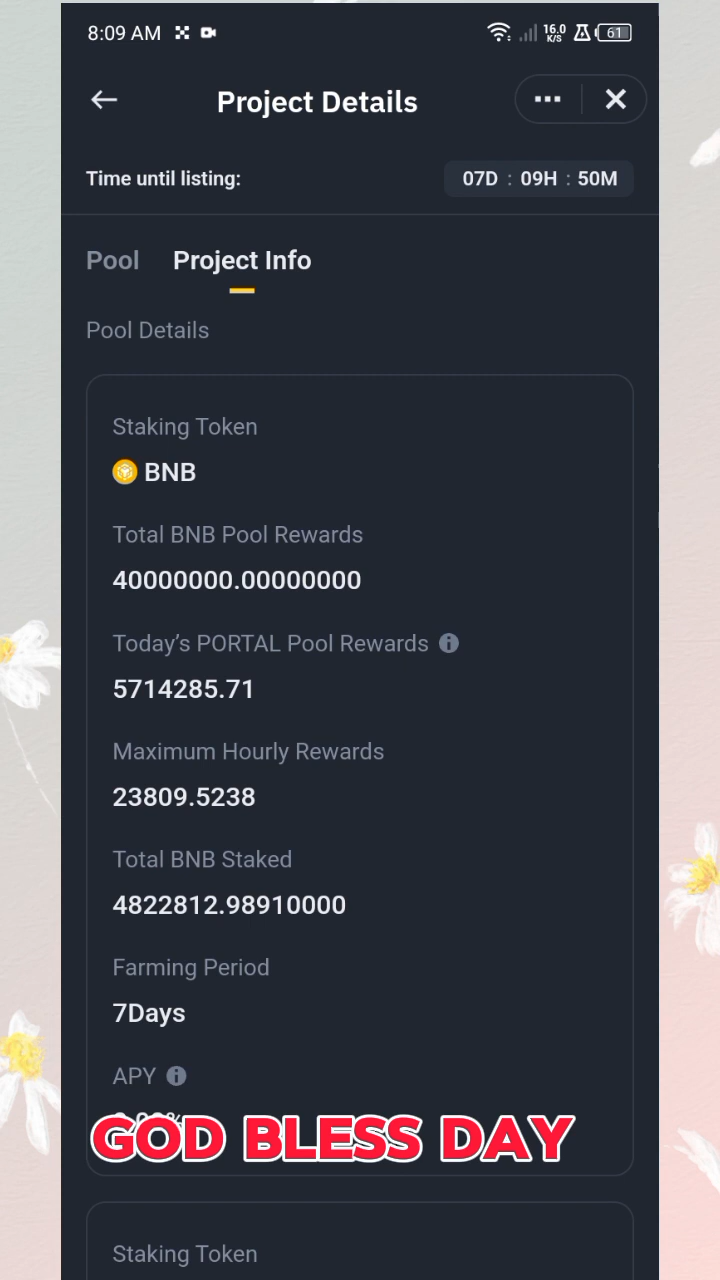 8:09 AM
16.0
K/S
61
Project Details
Time until listing:
07D : 09H : 50M
Pool Project Info
Pool Details
Staking Token
BNB
Total BNB Pool Rewards
40000000.00000000
Today’s PORTAL Pool Rewards
5714285.71
Maximum Hourly Rewards
23809.5238
Total BNB Staked
4822812.98910000
Farming Period
7Days
APY
GOD BLESS DAY
Staking Token